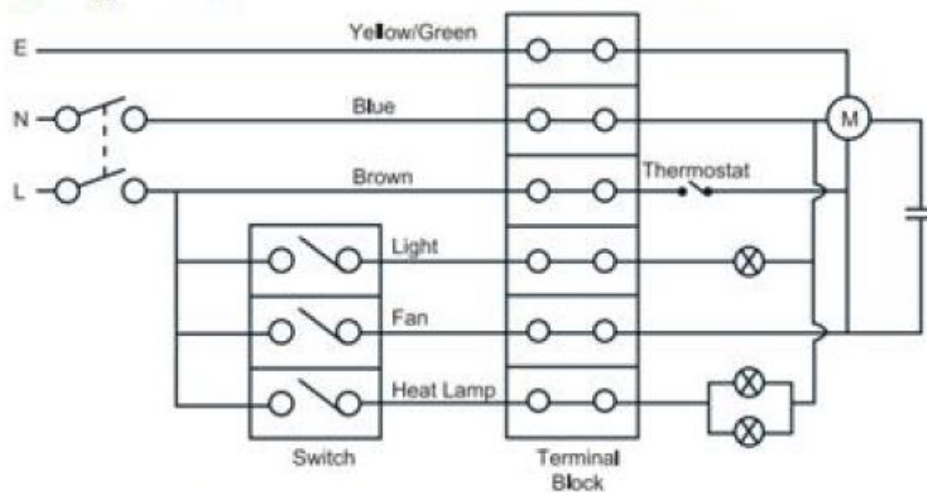 E Yellow/Green
N Blue M
L Brown Thermostat
Light
Fan
Heat Lamp
Switch Terminal
Block